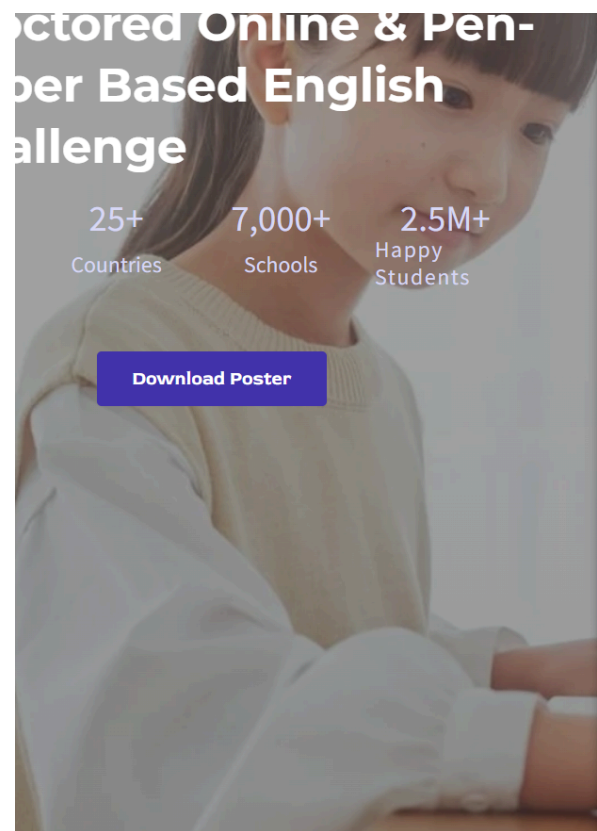 octored Online & Pen-
per Based English
allenge
25+ 7,000+ 2.5M+
Countries Schools Happy
Students
Download Poster